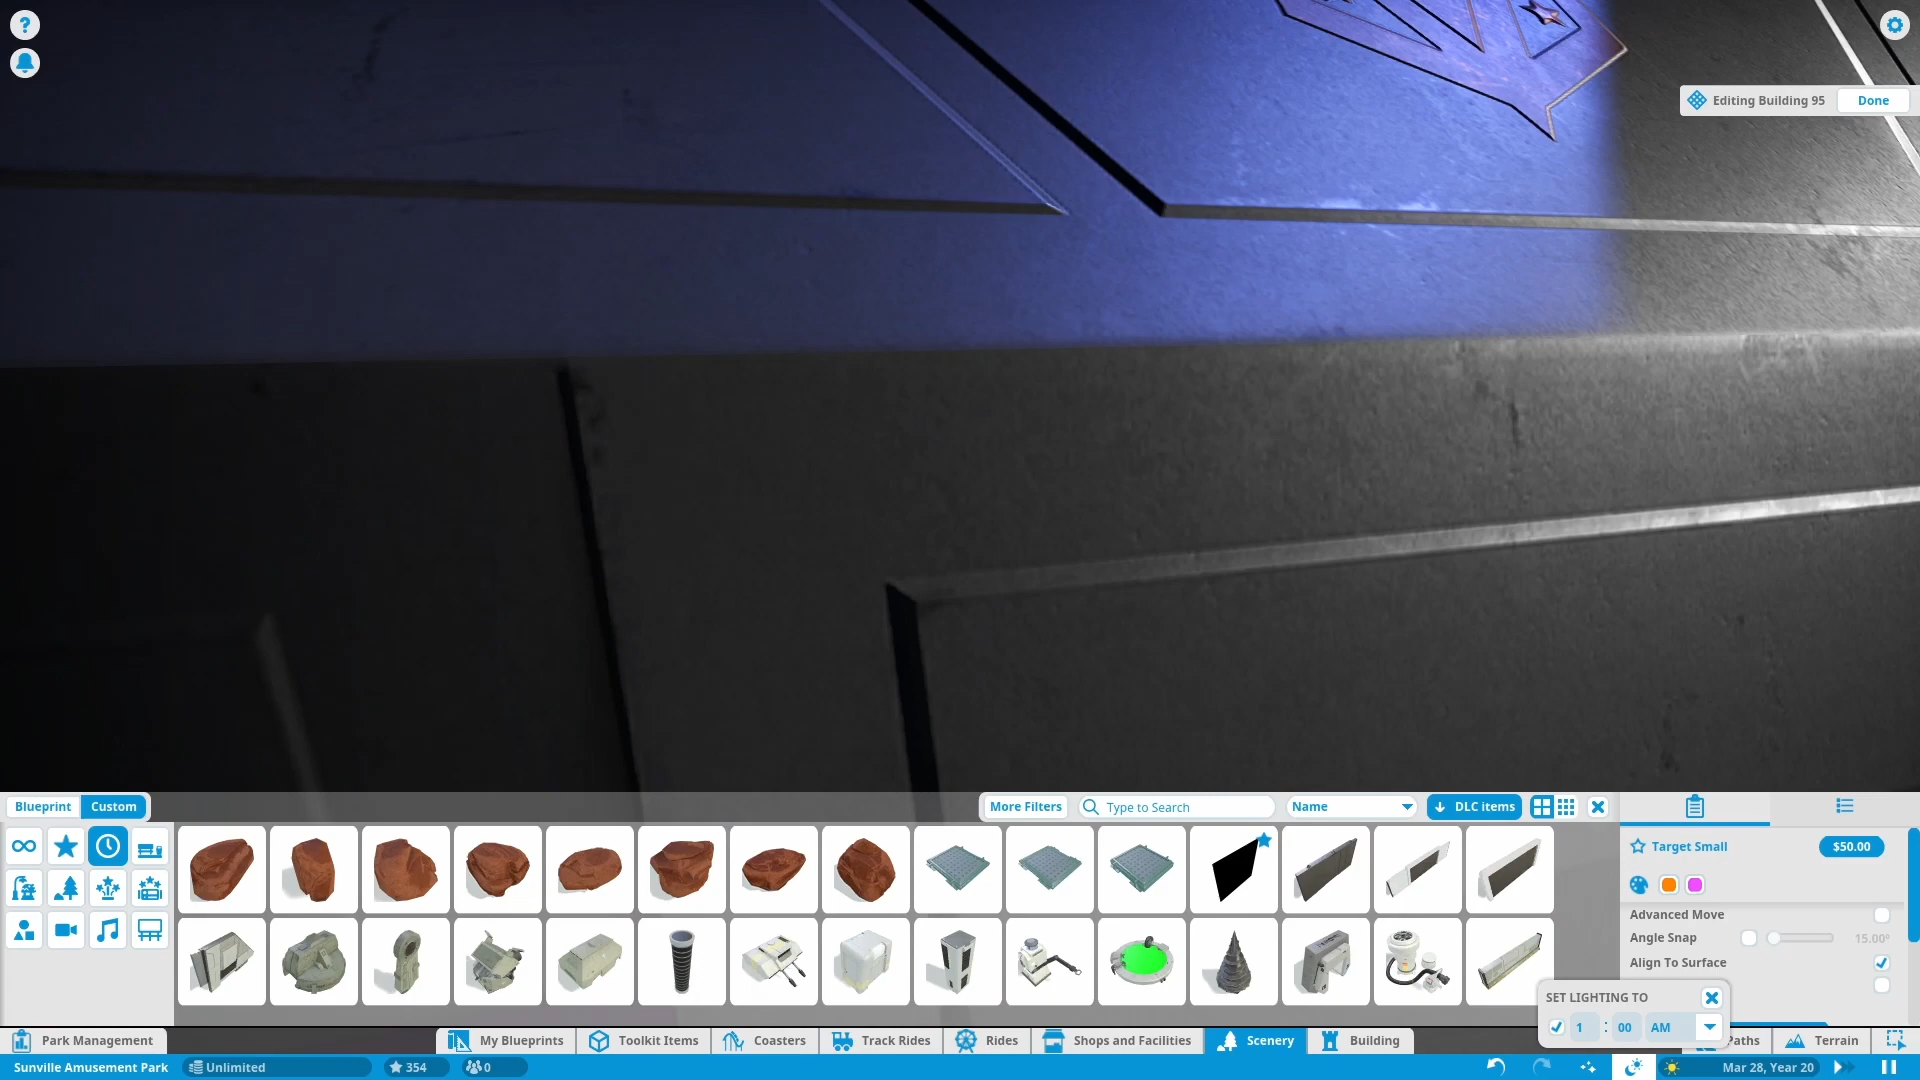 ?
Editing Building 95 Done
Blueprint Custom
More Filters Type to Search Name DLC items
Target Small $50.00
Advanced Move
Angle Snap 15.00°
Align To Surface
SET LIGHTING TO
1 : 00 AM
Park Management My Blueprints Toolkit Items Coasters Track Rides Rides Shops and Facilities Scenery Building Paths Terrain
Sunville Amusement Park Unlimited 354 0 Mar 28, Year 20